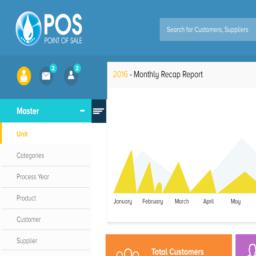 POS
POINT OF SALE
Search for Customers, Suppliers
2
2
Master
2016 - Monthly Recap Report
Unit
Categories
Process Year
Product
Customer
Supplier
January February March April May
Total Customers